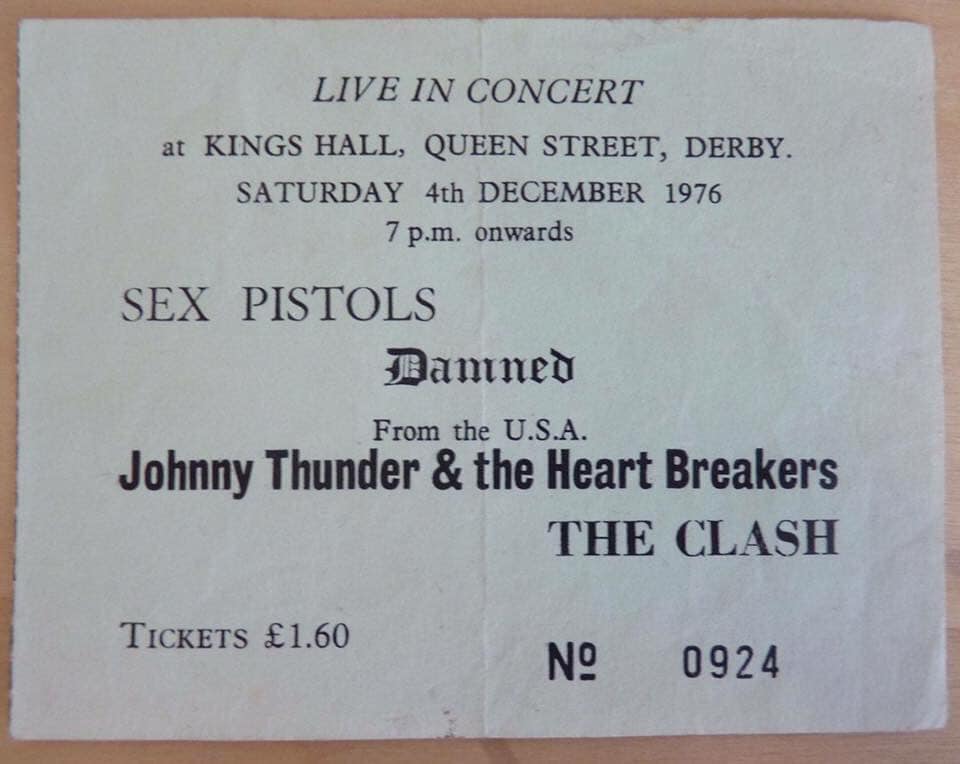 LIVE IN CONCERT
at KINGS HALL, QUEEN STREET, DERBY.
SATURDAY 4th DECEMBER 1976
7 p.m. onwards
SEX PISTOLS
Damned
From the U.S.A.
Johnny Thunder & the Heart Breakers
THE CLASH
TICKETS £1.60
Nº 0924